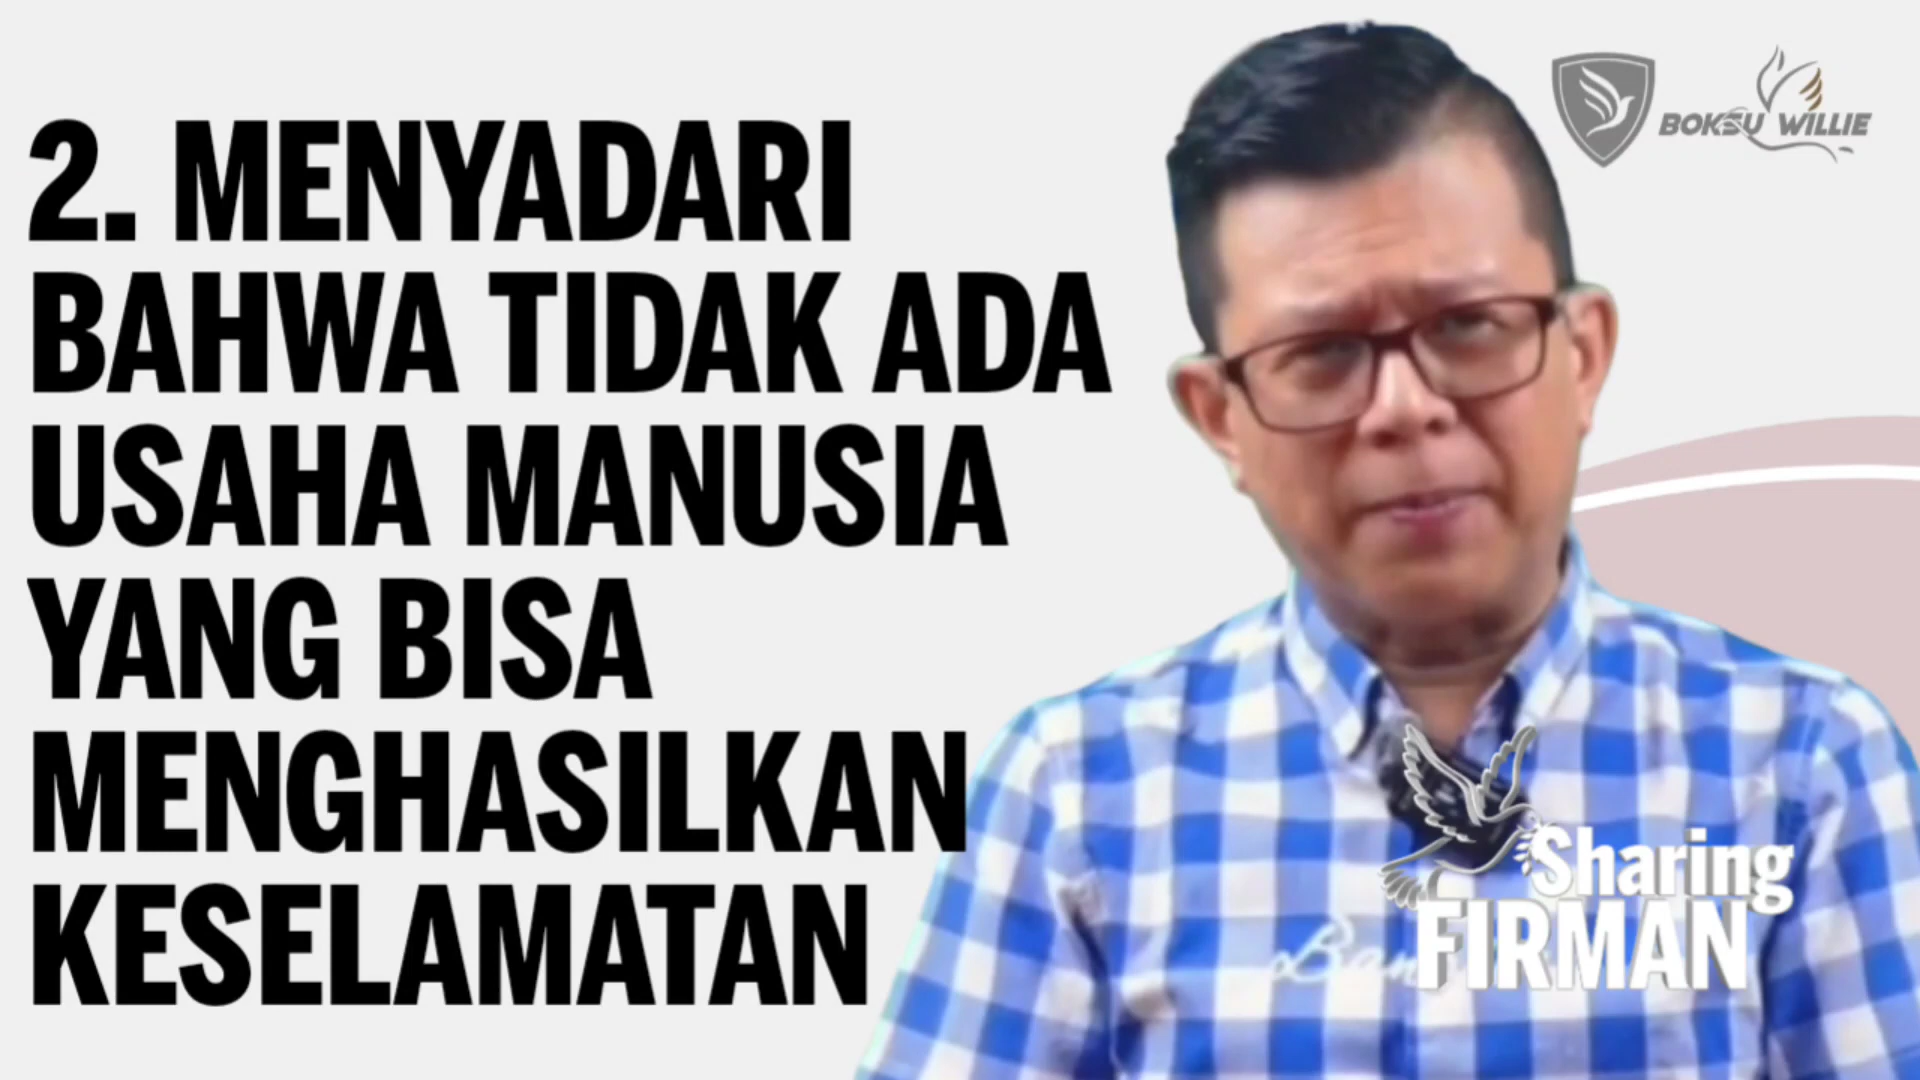 2. MENYADARI
BAHWA TIDAK ADA
USAHA MANUSIA
YANG BISA
MENGHASILKAN
KESELAMATAN
BOKSU WILLIE
Sharing
FIRMAN